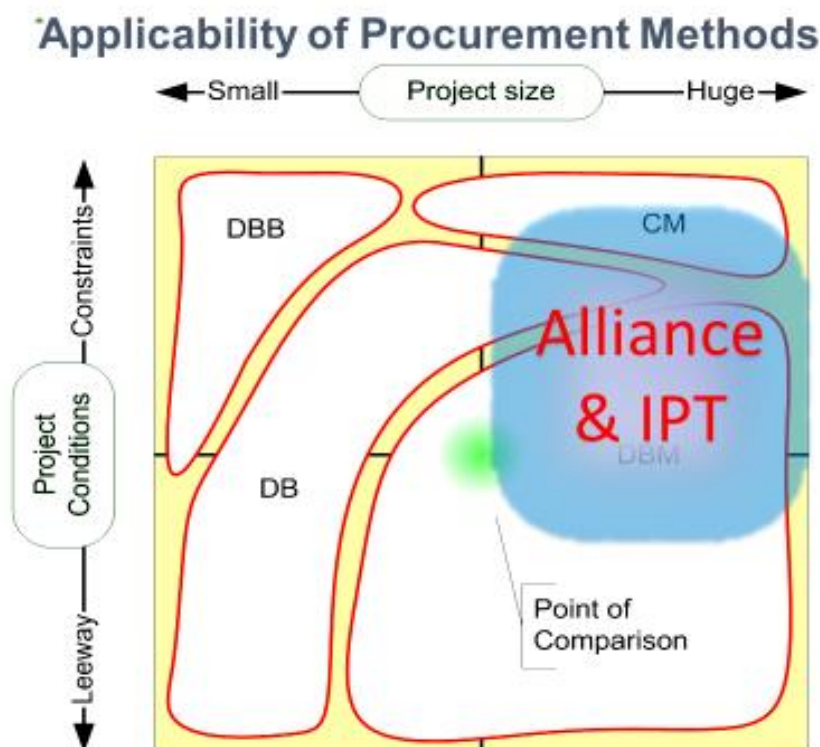 Applicability of Procurement Methods
Small
Project size
Huge
Constraints
Project
Conditions
Leeway
DBB
CM
Alliance
& IPT
DBM
DB
Point of
Comparison